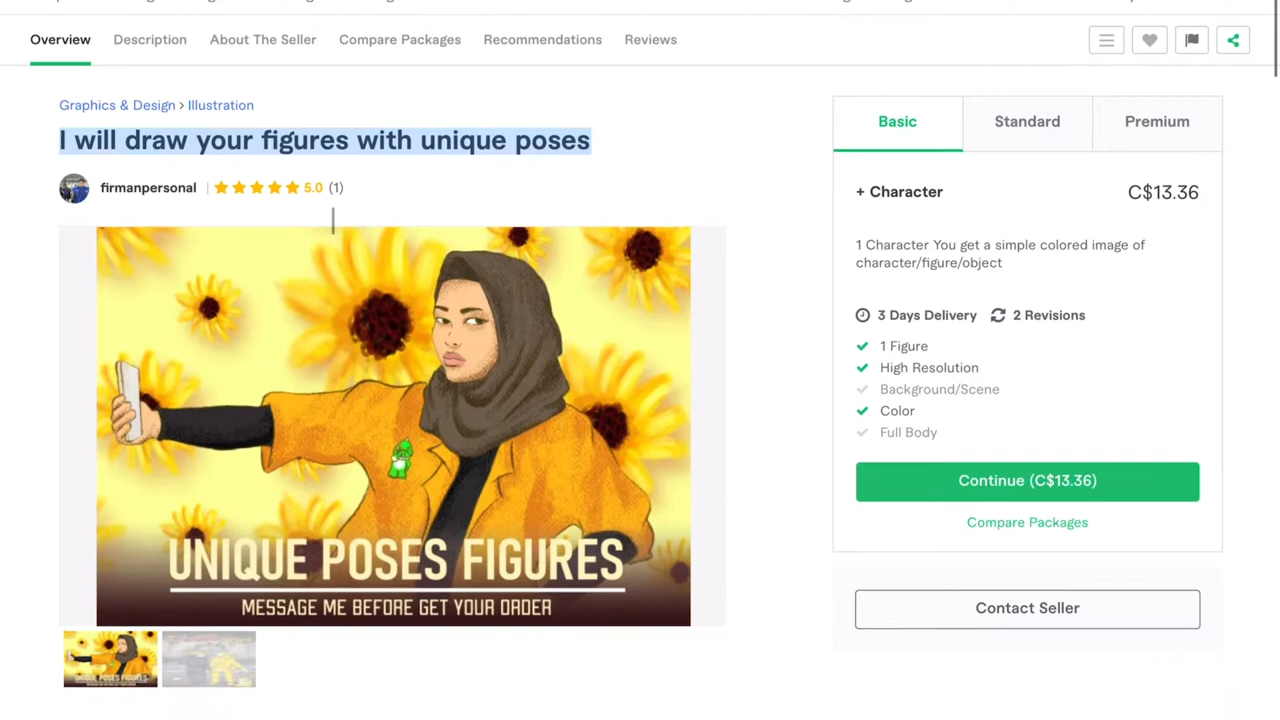 Overview Description About The Seller Compare Packages Recommendations Reviews
Graphics & Design > Illustration
I will draw your figures with unique poses
firmanpersonal | 5.0 (1)
UNIQUE POSES FIGURES
MESSAGE ME BEFORE GET YOUR ORDER
Basic Standard Premium
+ Character C$13.36
1 Character You get a simple colored image of
character/figure/object
3 Days Delivery 2 Revisions
1 Figure
High Resolution
Background/Scene
Color
Full Body
Continue (C$13.36)
Compare Packages
Contact Seller